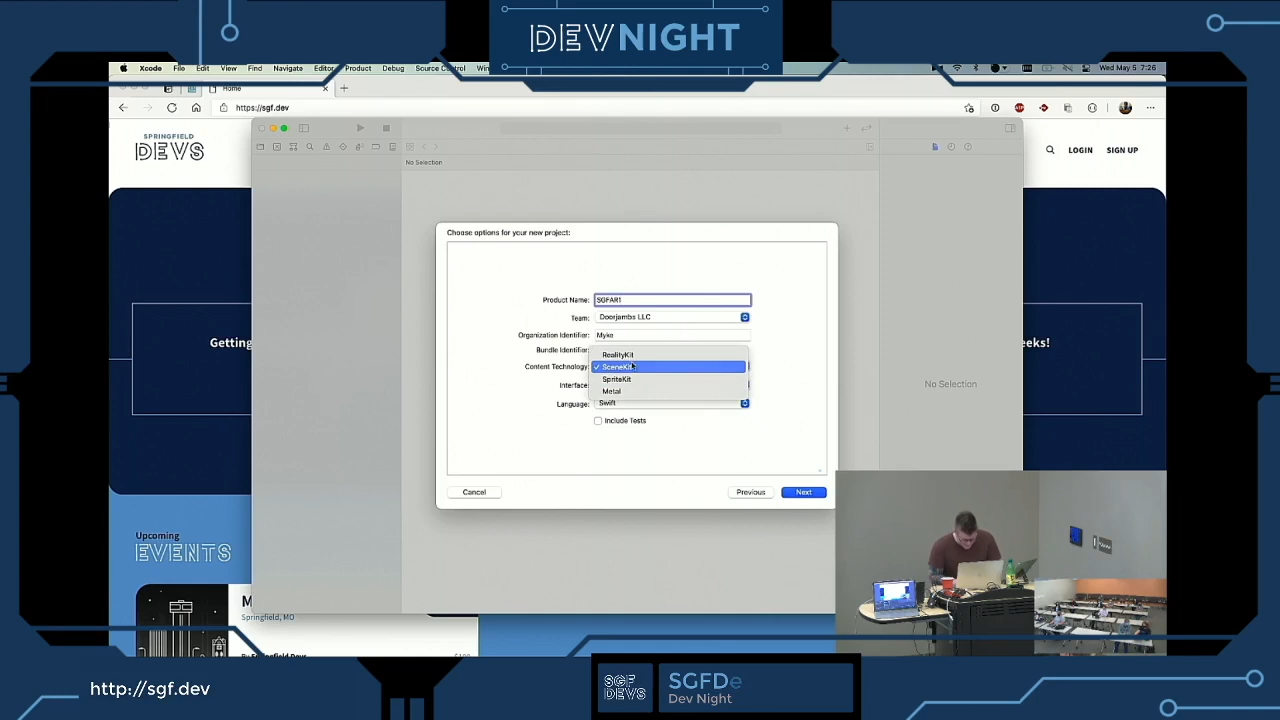 DEVNIGHT
Xcode File Edit View Find Navigate Editor Product Debug Source Control Wed May 5 7:26
Home
https://sgf.dev
SPRINGFIELD
DEVS
LOGIN SIGN UP
No Selection
Choose options for your new project:
Product Name: SGFAR1
Team: Doorjambs LLC
Organization Identifier: Myke
Bundle Identifier:
RealityKit
Content Technology: SceneKit
SpriteKit
Interface:
Metal
Language: Swift
Include Tests
Cancel Previous Next
No Selection
Getting
eeks!
Upcoming
EVENTS
M
Springfield, MO
By Springfield Devs
http://sgf.dev
SGF
DEVS
SGFDe
Dev Night